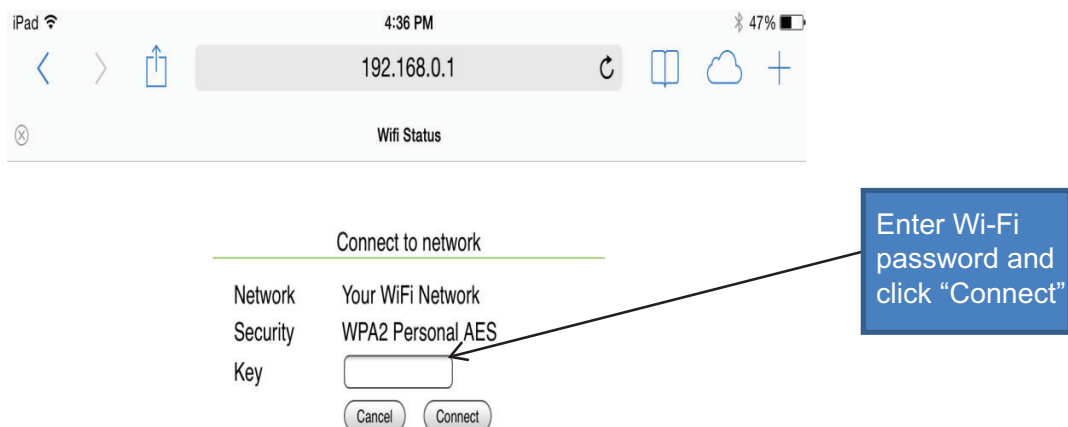 iPad 4:36 PM 47%
192.168.0.1
Wifi Status
Connect to network
Network Your WiFi Network
Security WPA2 Personal AES
Key
Cancel Connect
Enter Wi-Fi
password and
click “Connect”